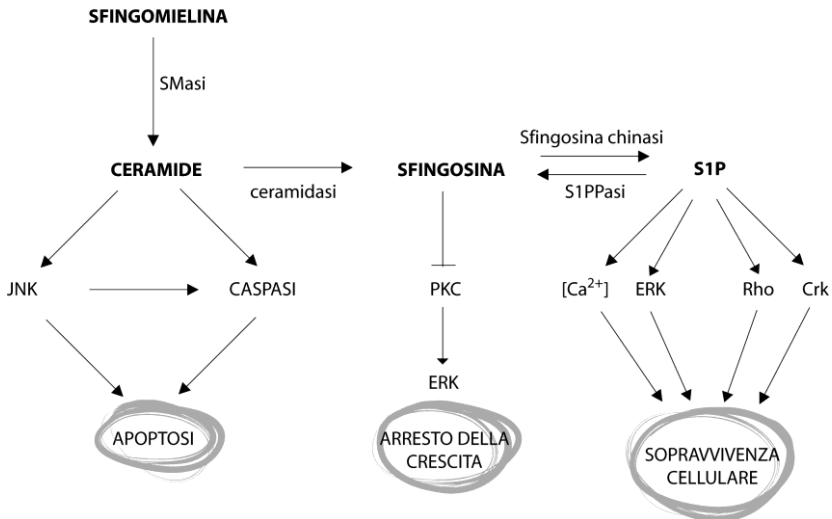 SFINGOMIELINA
SMasi
Sfingosina chinasi
CERAMIDE
SFINGOSINA
S1P
ceramidasi
S1PPasi
JNK
CASPASI
PKC
[Ca²⁺]
ERK
Rho
Crk
ERK
APOPTOSI
ARRESTO DELLA
CRESCITA
SOPRAVVIVENZA
CELLULARE